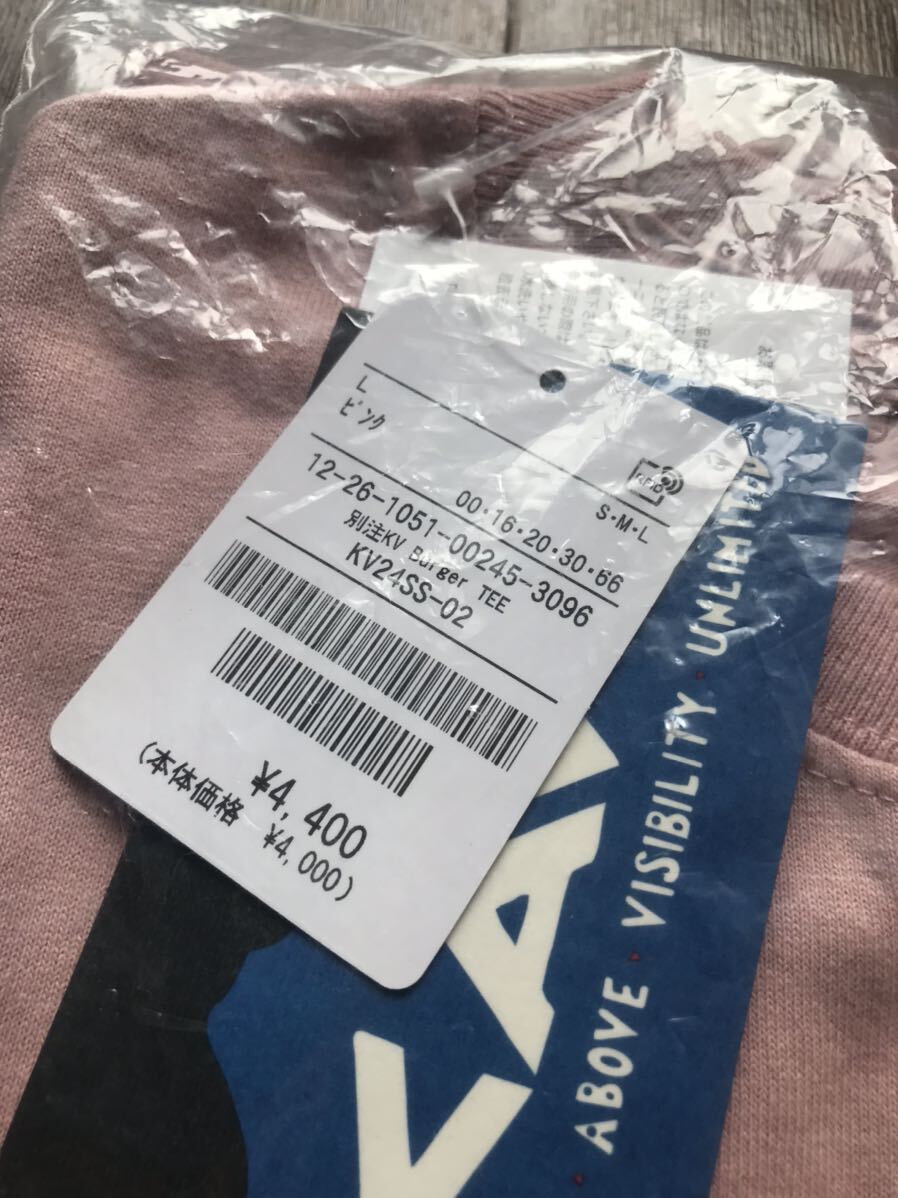 L
ピンク
RFID
S・M・L
00・16・20・30・66
12-26-1051-00245-3096
別注KV Burger TEE
KV24SS-02
¥4,400
(本体価格 ¥4,000)
ABOVE・VISIBILITY・UNLIMITED